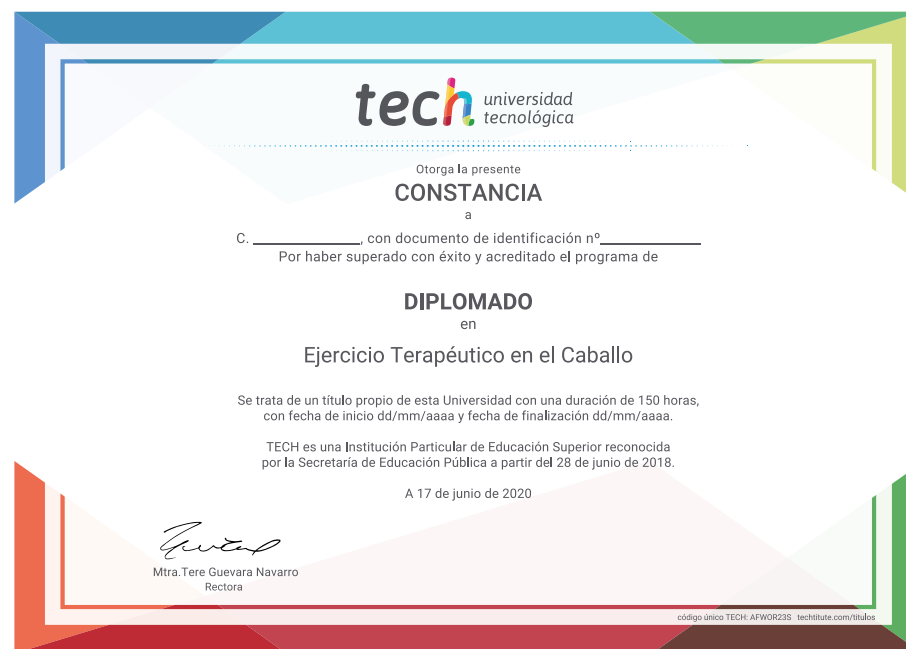 tech universidad
tecnológica
Otorga la presente
CONSTANCIA
a
C. ____________, con documento de identificación nº____________
Por haber superado con éxito y acreditado el programa de
DIPLOMADO
en
Ejercicio Terapéutico en el Caballo
Se trata de un título propio de esta Universidad con una duración de 150 horas,
con fecha de inicio dd/mm/aaaa y fecha de finalización dd/mm/aaaa.
TECH es una Institución Particular de Educación Superior reconocida
por la Secretaría de Educación Pública a partir del 28 de junio de 2018.
A 17 de junio de 2020
Mtra.Tere Guevara Navarro
Rectora
código único TECH: AFWOR23S techtitute.com/titulos